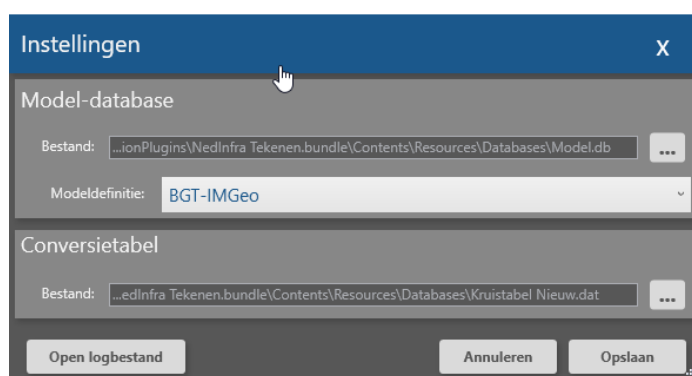 Instellingen X
Model-database
Bestand: ...ionPlugins\NedInfra Tekenen.bundle\Contents\Resources\Databases\Model.db ...
Modeldefinitie: BGT-IMGeo
Conversietabel
Bestand: ...edInfra Tekenen.bundle\Contents\Resources\Databases\Kruistabel Nieuw.dat ...
Open logbestand Annuleren Opslaan